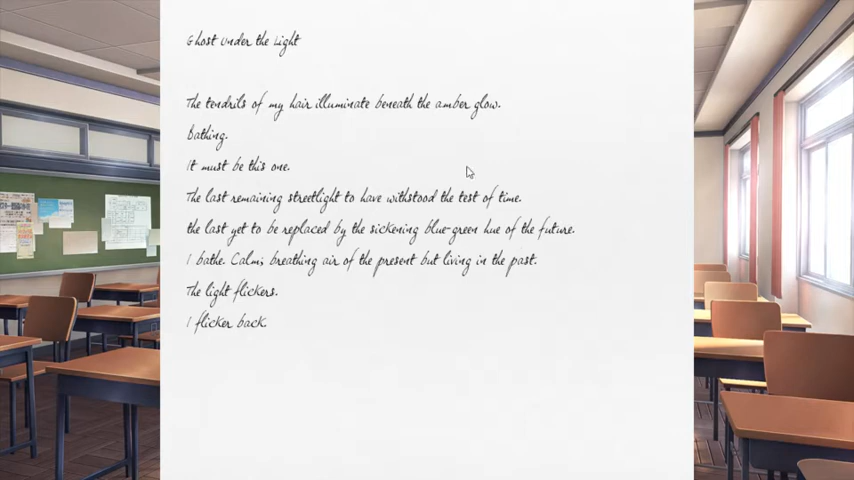 Ghost Under the Light
The tendrils of my hair illuminate beneath the amber glow.
Bathing.
It must be this one.
The last remaining streetlight to have withstood the test of time.
the last yet to be replaced by the sickening blue-green hue of the future.
I bathe. Calm; breathing air of the present but living in the past.
The light flickers.
I flicker back.